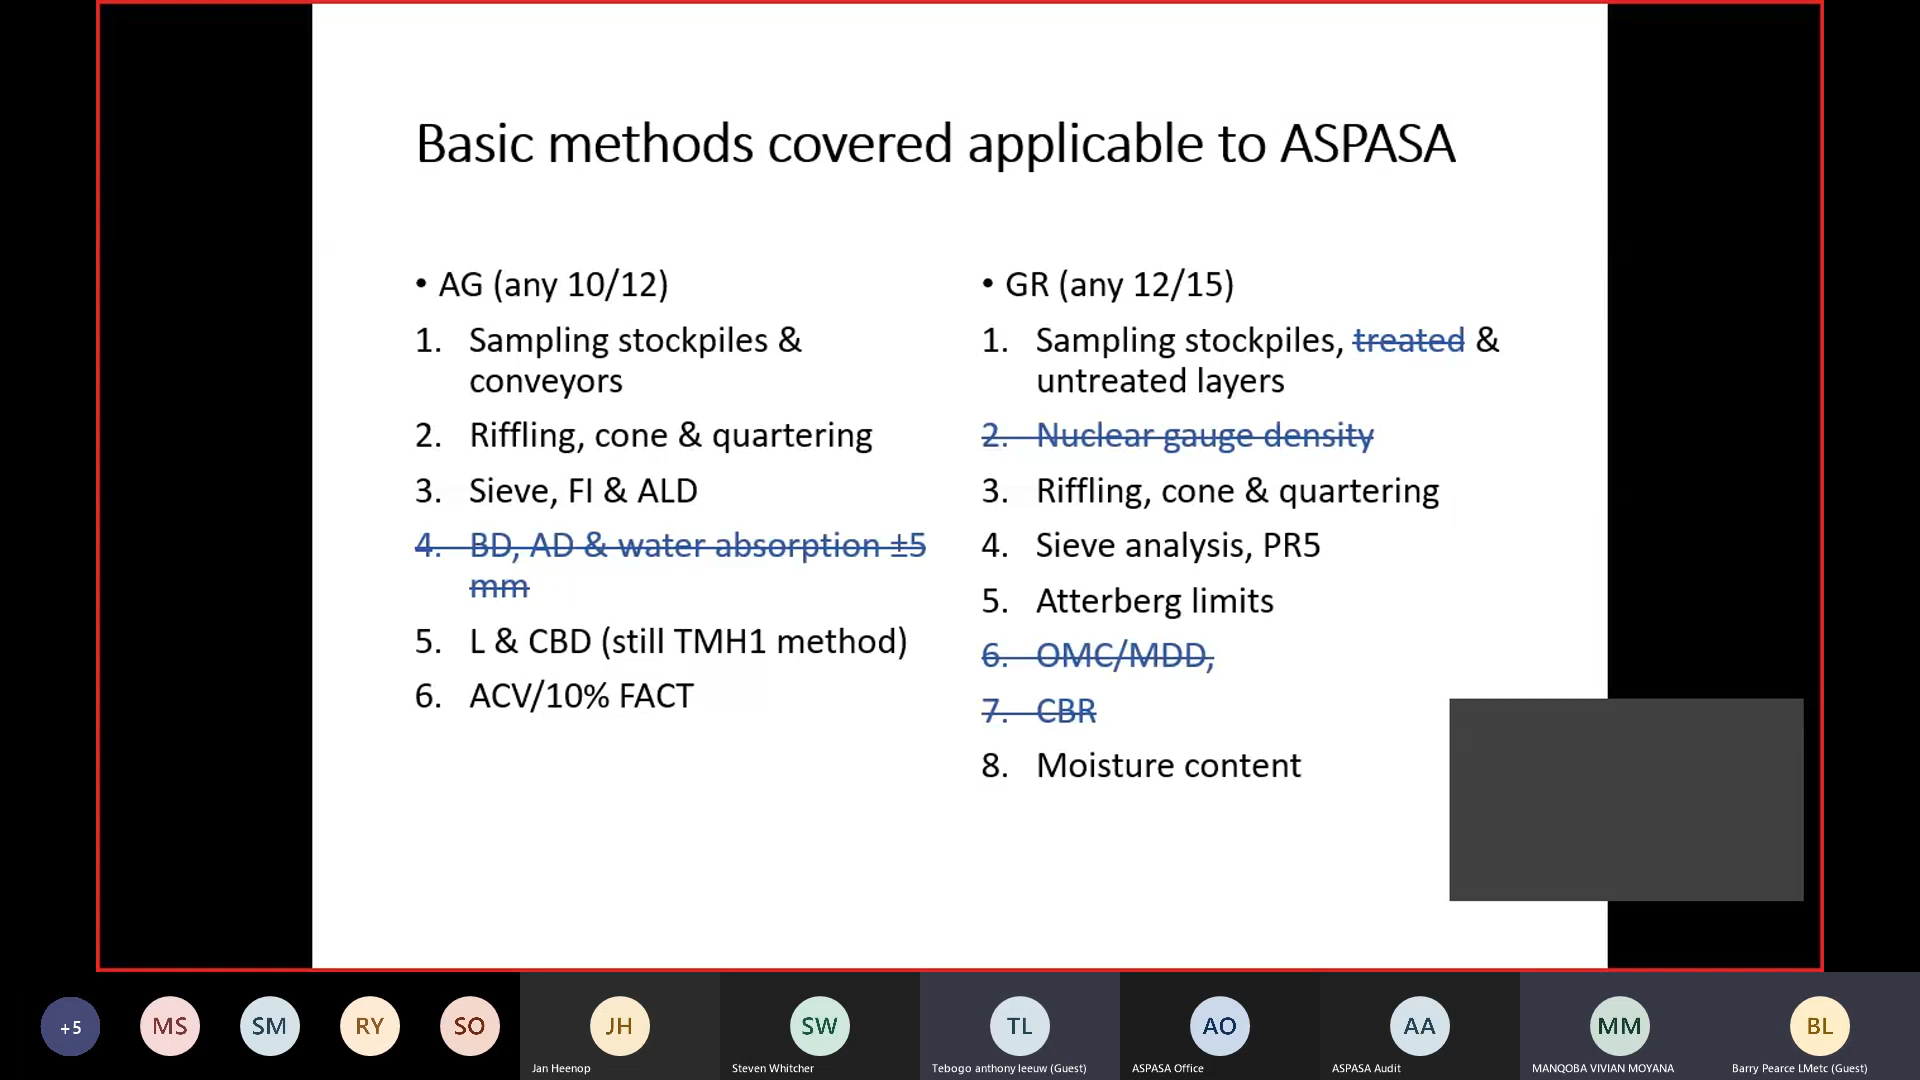 Basic methods covered applicable to ASPASA
• AG (any 10/12)
1. Sampling stockpiles &
conveyors
2. Riffling, cone & quartering
3. Sieve, FI & ALD
4. BD, AD & water absorption ±5
mm
5. L & CBD (still TMH1 method)
6. ACV/10% FACT
• GR (any 12/15)
1. Sampling stockpiles, treated &
untreated layers
2. Nuclear gauge density
3. Riffling, cone & quartering
4. Sieve analysis, PR5
5. Atterberg limits
6. OMC/MDD,
7. CBR
8. Moisture content
+5
MS
SM
RY
SO
JH
Jan Heenop
SW
Steven Whitcher
TL
Tebogo anthony leeuw (Guest)
AO
ASPASA Office
AA
ASPASA Audit
MM
MANQOBA VIVIAN MOYANA
BL
Barry Pearce LMetc (Guest)